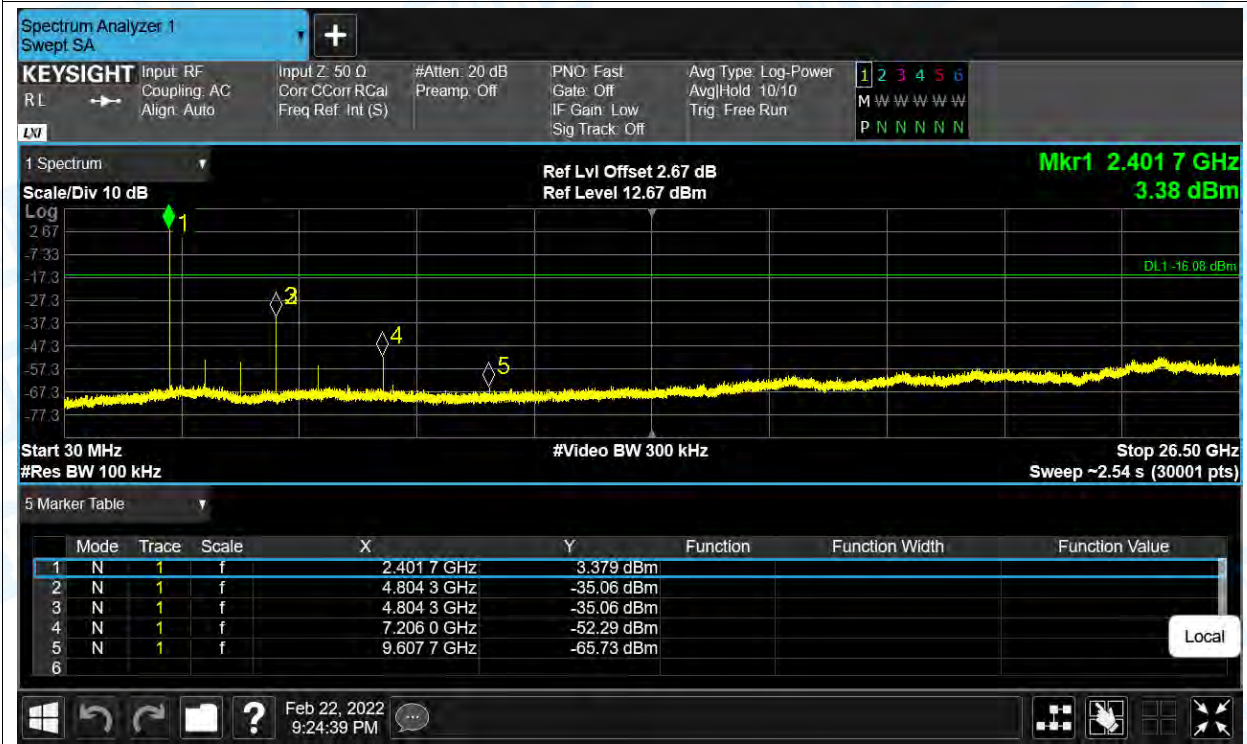 Spectrum Analyzer 1
Swept SA
+
KEYSIGHT Input: RF Input Z: 50 Ω #Atten: 20 dB PNO: Fast Avg Type: Log-Power 1 2 3 4 5 6
R L Coupling: AC Corr CCorr RCal Preamp: Off Gate: Off Avg|Hold: 10/10 M W W W W W
Align: Auto Freq Ref: Int (S) IF Gain: Low Trig: Free Run
LXI Sig Track: Off P N N N N N
1 Spectrum Ref Lvl Offset 2.67 dB Mkr1 2.401 7 GHz
Scale/Div 10 dB Ref Level 12.67 dBm 3.38 dBm
Log
1
2.67
-7.33
DL1 -16.08 dBm
-17.3
-27.3
3
-37.3
4
-47.3
-57.3
5
-67.3
-77.3
Start 30 MHz #Video BW 300 kHz Stop 26.50 GHz
#Res BW 100 kHz Sweep ~2.54 s (30001 pts)
5 Marker Table
Mode Trace Scale X Y Function Function Width Function Value
1 N 1 f 2.401 7 GHz 3.379 dBm
2 N 1 f 4.804 3 GHz -35.06 dBm
3 N 1 f 4.804 3 GHz -35.06 dBm
4 N 1 f 7.206 0 GHz -52.29 dBm
5 N 1 f 9.607 7 GHz -65.73 dBm
6
Local
? Feb 22, 2022
9:24:39 PM